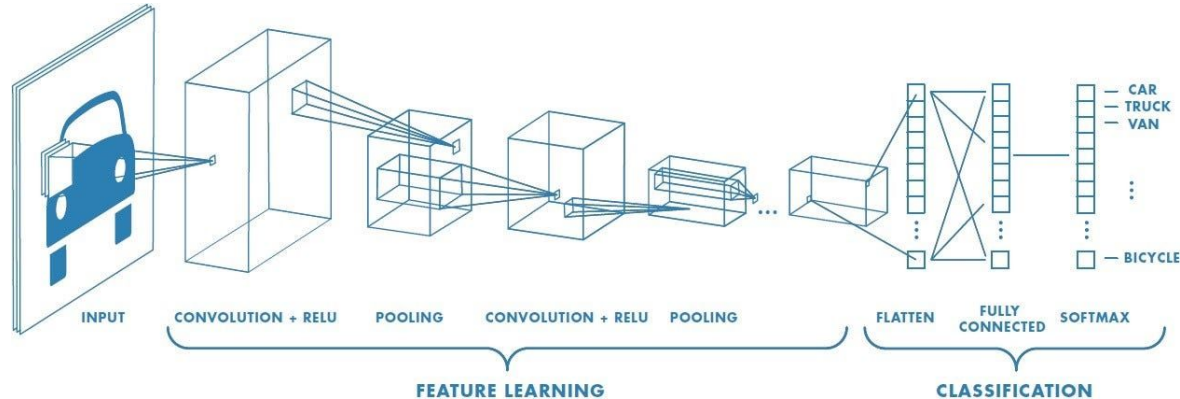 CAR
TRUCK
VAN
BICYCLE
INPUT
CONVOLUTION + RELU
POOLING
CONVOLUTION + RELU
POOLING
FLATTEN
FULLY
CONNECTED
SOFTMAX
FEATURE LEARNING
CLASSIFICATION